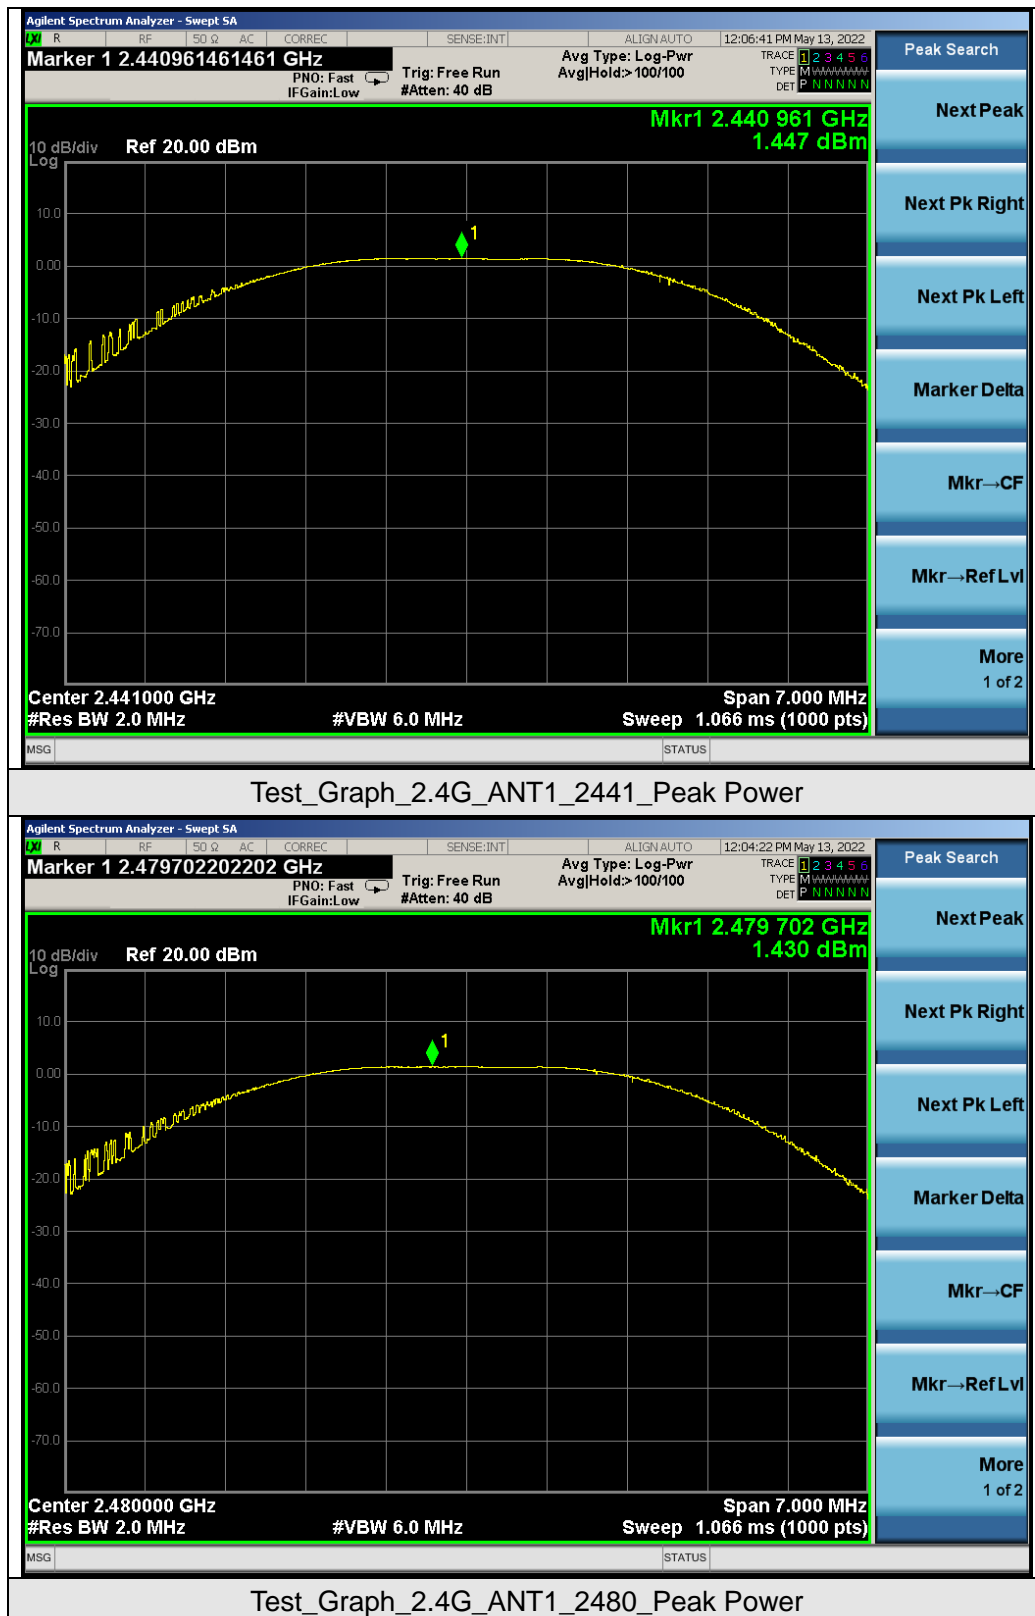 Agilent Spectrum Analyzer - Swept SA
LXI R RF 50 Ω AC CORREC SENSE:INT ALIGN AUTO 12:06:41 PM May 13, 2022
Marker 1 2.440961461461 GHz
PNO: Fast
IFGain:Low
Trig: Free Run
#Atten: 40 dB
Avg Type: Log-Pwr
Avg|Hold:>100/100
TRACE 1 2 3 4 5 6
TYPE M WWWWW
DET P N N N N N
Peak Search
Mkr1 2.440 961 GHz
1.447 dBm
10 dB/div Ref 20.00 dBm
Log
10.0
0.00
-10.0
-20.0
-30.0
-40.0
-50.0
-60.0
-70.0
1
Center 2.441000 GHz Span 7.000 MHz
#Res BW 2.0 MHz #VBW 6.0 MHz Sweep 1.066 ms (1000 pts)
MSG STATUS
Next Peak
Next Pk Right
Next Pk Left
Marker Delta
Mkr→CF
Mkr→Ref Lvl
More
1 of 2
Test_Graph_2.4G_ANT1_2441_Peak Power
Agilent Spectrum Analyzer - Swept SA
LXI R RF 50 Ω AC CORREC SENSE:INT ALIGN AUTO 12:04:22 PM May 13, 2022
Marker 1 2.479702202202 GHz
PNO: Fast
IFGain:Low
Trig: Free Run
#Atten: 40 dB
Avg Type: Log-Pwr
Avg|Hold:>100/100
TRACE 1 2 3 4 5 6
TYPE M WWWWW
DET P N N N N N
Peak Search
Mkr1 2.479 702 GHz
1.430 dBm
10 dB/div Ref 20.00 dBm
Log
10.0
0.00
-10.0
-20.0
-30.0
-40.0
-50.0
-60.0
-70.0
1
Center 2.480000 GHz Span 7.000 MHz
#Res BW 2.0 MHz #VBW 6.0 MHz Sweep 1.066 ms (1000 pts)
MSG STATUS
Next Peak
Next Pk Right
Next Pk Left
Marker Delta
Mkr→CF
Mkr→Ref Lvl
More
1 of 2
Test_Graph_2.4G_ANT1_2480_Peak Power